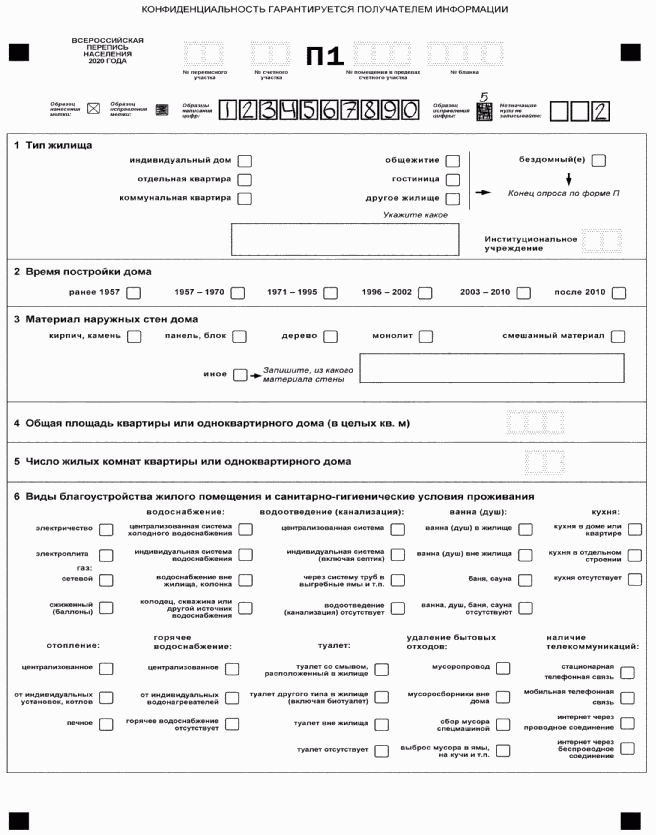 КОНФИДЕНЦИАЛЬНОСТЬ ГАРАНТИРУЕТСЯ ПОЛУЧАТЕЛЕМ ИНФОРМАЦИИ
ВСЕРОССИЙСКАЯ
ПЕРЕПИСЬ
НАСЕЛЕНИЯ
2020 ГОДА
П1
№ переписного участка
№ счетного участка
№ помещения в пределах счетного участка
№ бланка
Образец нанесения метки:
Образец исправления метки:
Образцы написания цифр:
1 2 3 4 5 6 7 8 9 0
Образец исправления цифры:
5
Незначащие нули не записывайте:
2
1 Тип жилища
индивидуальный дом
общежитие
бездомный(е)
отдельная квартира
гостиница
коммунальная квартира
другое жилище
Конец опроса по форме П
Укажите какое
Институциональное
учреждение
2 Время постройки дома
ранее 1957
1957 – 1970
1971 – 1995
1996 – 2002
2003 – 2010
после 2010
3 Материал наружных стен дома
кирпич, камень
панель, блок
дерево
монолит
смешанный материал
иное
Запишите, из какого
материала стены
4 Общая площадь квартиры или одноквартирного дома (в целых кв. м)
5 Число жилых комнат квартиры или одноквартирного дома
6 Виды благоустройства жилого помещения и санитарно-гигиенические условия проживания
водоснабжение:
водоотведение (канализация):
ванна (душ):
кухня:
электричество
централизованная система
холодного водоснабжения
централизованная система
ванна (душ) в жилище
кухня в доме или
квартире
электроплита
индивидуальная система
водоснабжения
индивидуальная система
(включая септик)
ванна (душ) вне жилища
кухня в отдельном
строении
газ:
сетевой
водоснабжение вне
жилища, колонка
через систему труб в
выгребные ямы и т.п.
баня, сауна
кухня отсутствует
сжиженный
(баллоны)
колодец, скважина или
другой источник
водоснабжения
водоотведение
(канализация) отсутствует
ванна, душ, баня, сауна
отсутствуют
отопление:
горячее
водоснабжение:
туалет:
удаление бытовых
отходов:
наличие
телекоммуникаций:
централизованное
централизованное
туалет со смывом,
расположенный в жилище
мусоропровод
стационарная
телефонная связь
от индивидуальных
установок, котлов
от индивидуальных
водонагревателей
туалет другого типа в жилище
(включая биотуалет)
мусоросборники вне
дома
мобильная телефонная
связь
печное
горячее водоснабжение
отсутствует
туалет вне жилища
сбор мусора
спецмашиной
интернет через
проводное соединение
туалет отсутствует
выброс мусора в ямы,
на кучи и т.п.
интернет через
беспроводное
соединение